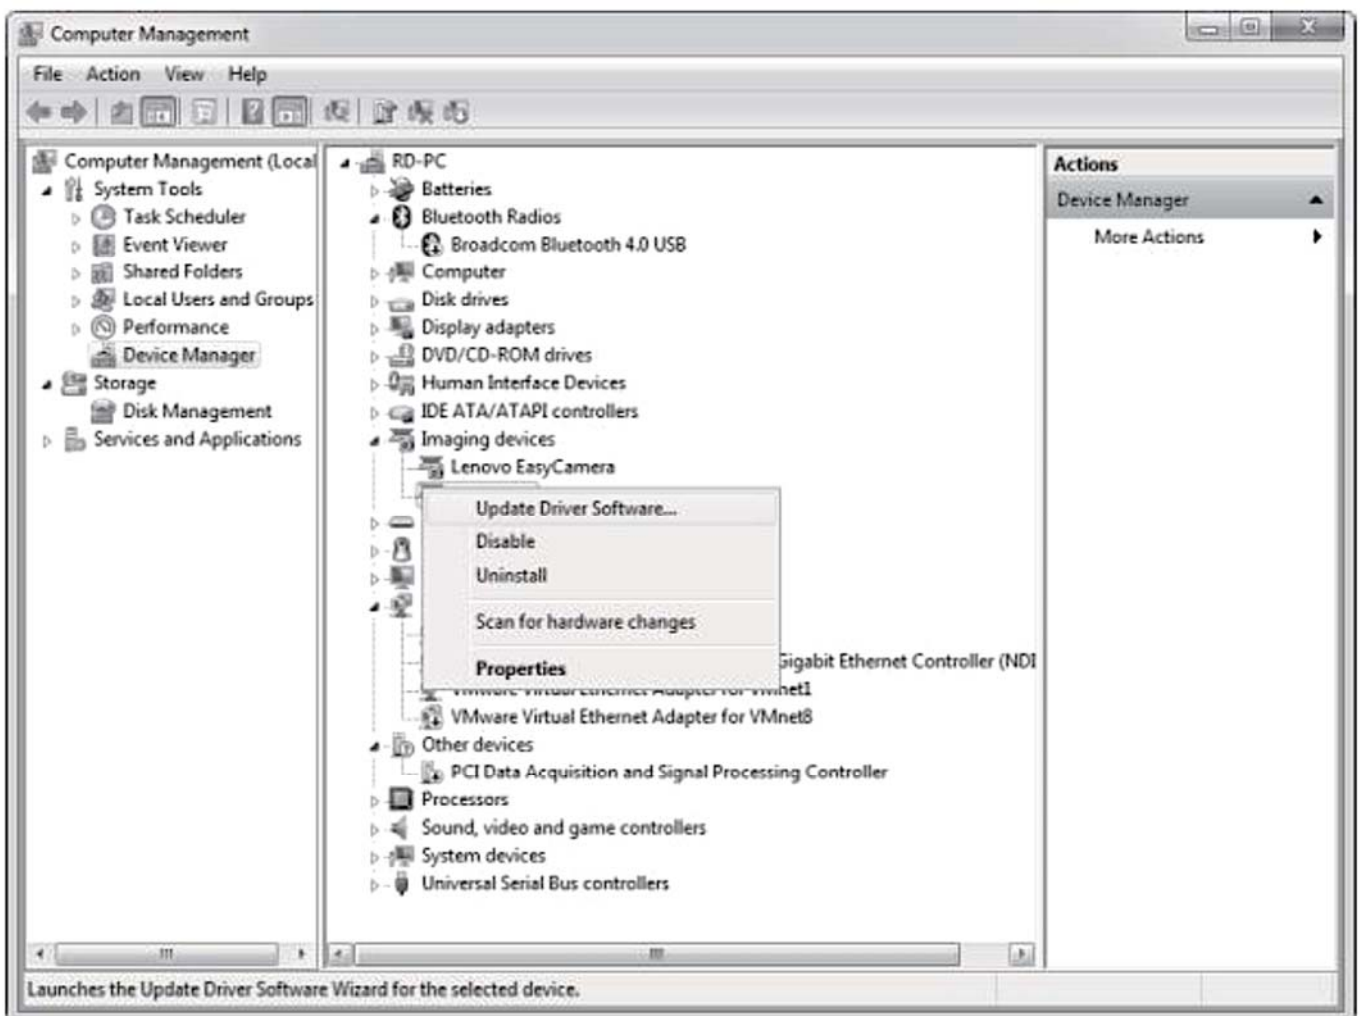 Computer Management
File Action View Help
Computer Management (Local
System Tools
Task Scheduler
Event Viewer
Shared Folders
Local Users and Groups
Performance
Device Manager
Storage
Disk Management
Services and Applications
RD-PC
Batteries
Bluetooth Radios
Broadcom Bluetooth 4.0 USB
Computer
Disk drives
Display adapters
DVD/CD-ROM drives
Human Interface Devices
IDE ATA/ATAPI controllers
Imaging devices
Lenovo EasyCamera
Update Driver Software...
Disable
Uninstall
Scan for hardware changes
Properties
Gigabit Ethernet Controller (NDI
VMware Virtual Ethernet Adapter for VMnet1
VMware Virtual Ethernet Adapter for VMnet8
Other devices
PCI Data Acquisition and Signal Processing Controller
Processors
Sound, video and game controllers
System devices
Universal Serial Bus controllers
Actions
Device Manager
More Actions
Launches the Update Driver Software Wizard for the selected device.